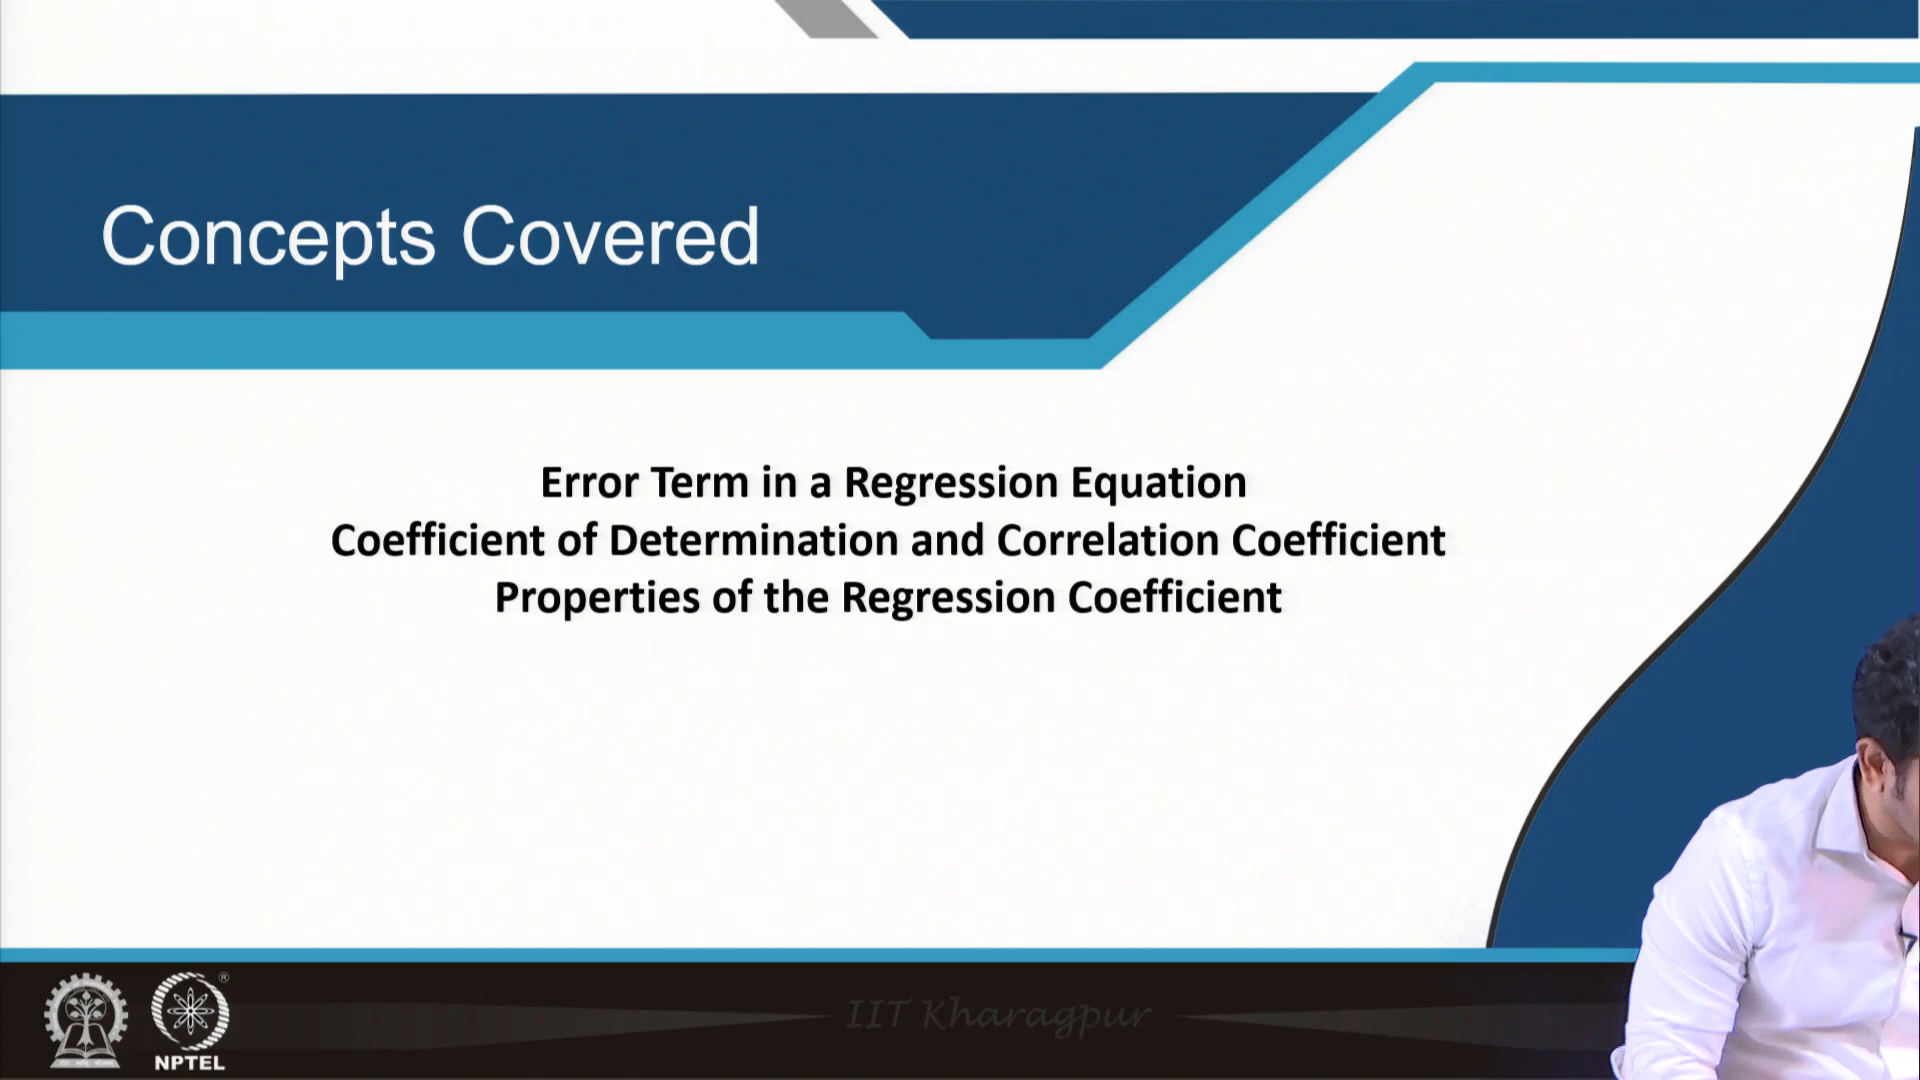 Concepts Covered
Error Term in a Regression Equation
Coefficient of Determination and Correlation Coefficient
Properties of the Regression Coefficient
IIT Kharagpur
®
NPTEL